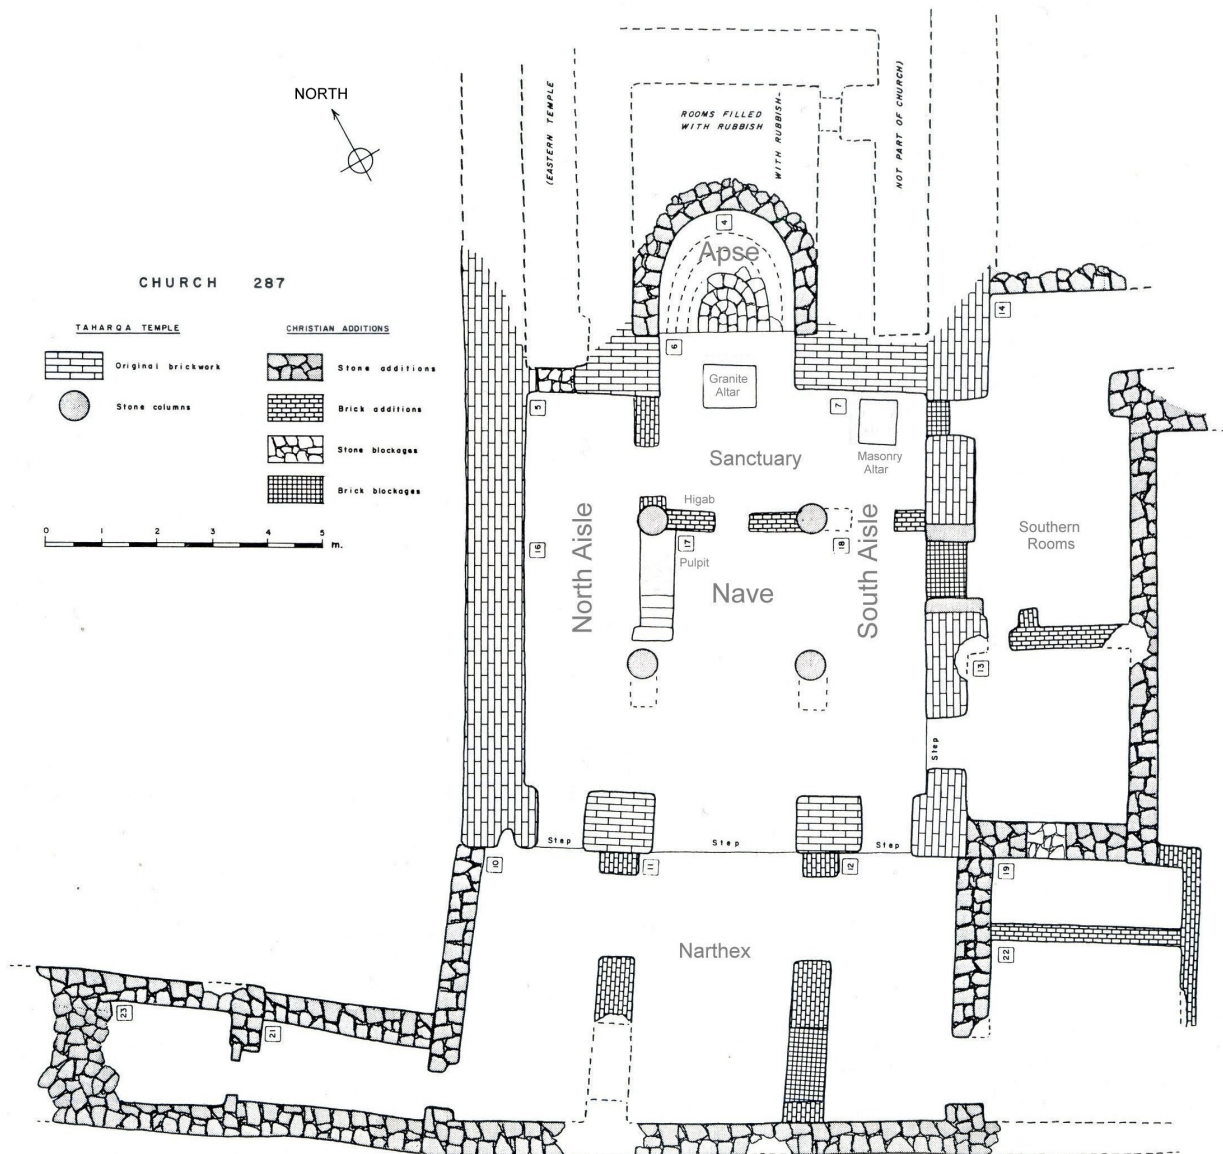 NORTH
(EASTERN TEMPLE
ROOMS FILLED
WITH RUBBISH
WITH RUBBISH-
NOT PART OF CHURCH)
4
Apse
CHURCH 287
TAHARQA TEMPLE
Original brickwork
Stone columns
CHRISTIAN ADDITIONS
Stone additions
Brick additions
Stone blockages
Brick blockages
0 1 2 3 4 5 m.
14
6
Granite
Altar
5
7
Masonry
Altar
Sanctuary
Higab
16
North Aisle
17
Pulpit
18
South Aisle
Nave
Southern
Rooms
13
Step
Step
Step
Step
10
11
12
19
Narthex
22
23
21